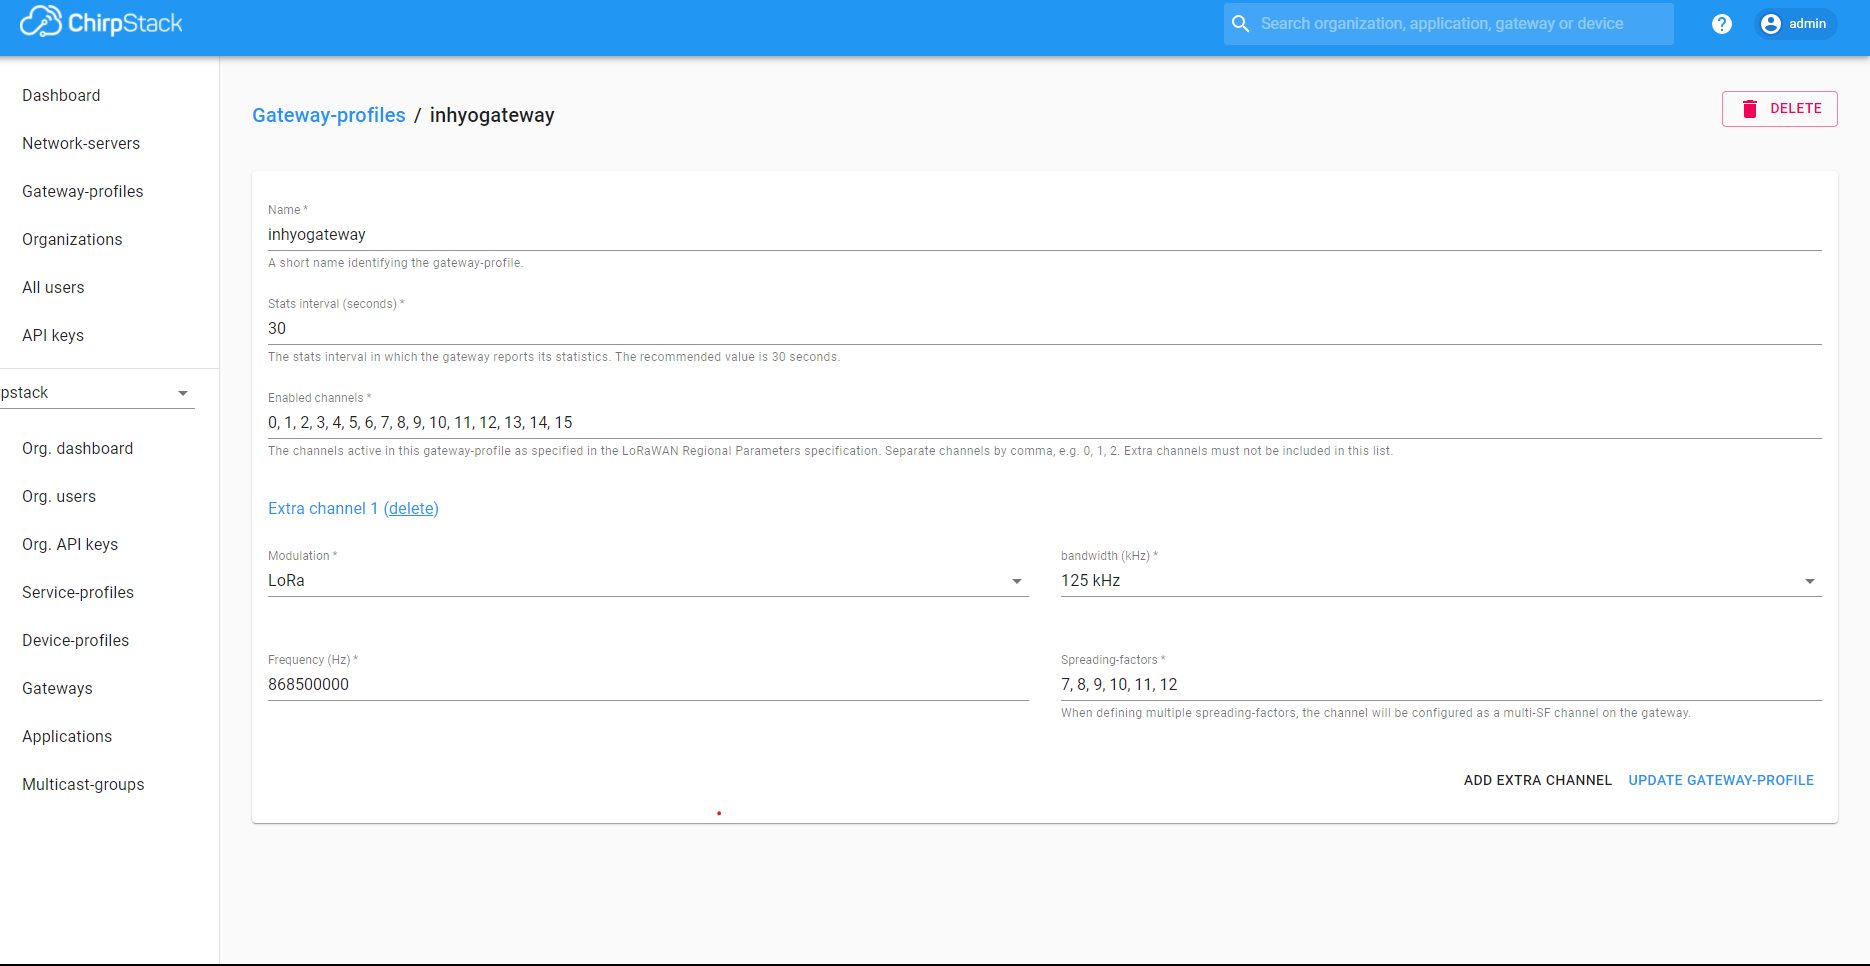 ChirpStack
Search organization, application, gateway or device
?
admin
Dashboard
Network-servers
Gateway-profiles
Organizations
All users
API keys
pstack
Org. dashboard
Org. users
Org. API keys
Service-profiles
Device-profiles
Gateways
Applications
Multicast-groups
Gateway-profiles / inhyogateway
DELETE
Name *
inhyogateway
A short name identifying the gateway-profile.
Stats interval (seconds) *
30
The stats interval in which the gateway reports its statistics. The recommended value is 30 seconds.
Enabled channels *
0, 1, 2, 3, 4, 5, 6, 7, 8, 9, 10, 11, 12, 13, 14, 15
The channels active in this gateway-profile as specified in the LoRaWAN Regional Parameters specification. Separate channels by comma, e.g. 0, 1, 2. Extra channels must not be included in this list.
Extra channel 1 (delete)
Modulation *
LoRa
bandwidth (kHz) *
125 kHz
Frequency (Hz) *
868500000
Spreading-factors *
7, 8, 9, 10, 11, 12
When defining multiple spreading-factors, the channel will be configured as a multi-SF channel on the gateway.
ADD EXTRA CHANNEL
UPDATE GATEWAY-PROFILE